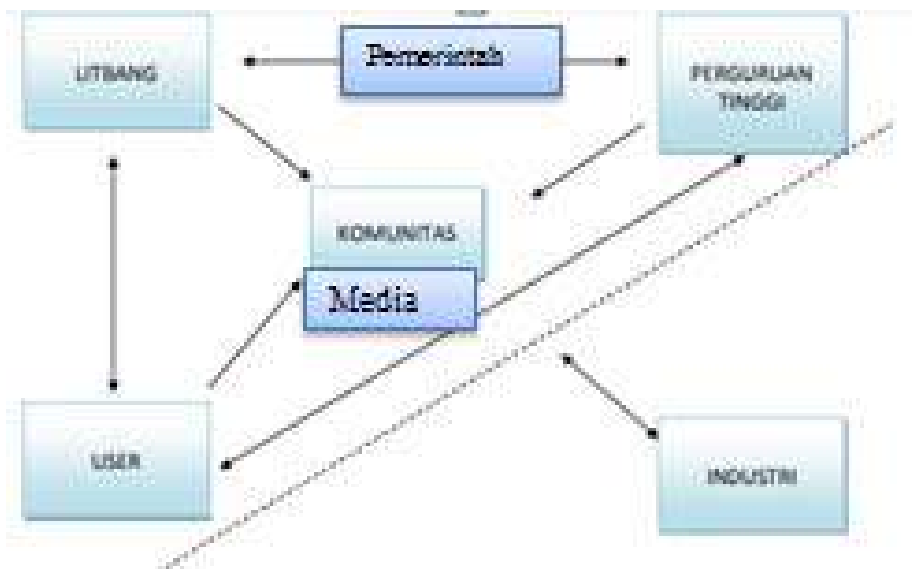 LITBANG
Pemerintah
PERGURUAN
TINGGI
KOMUNITAS
Media
USER
INDUSTRI